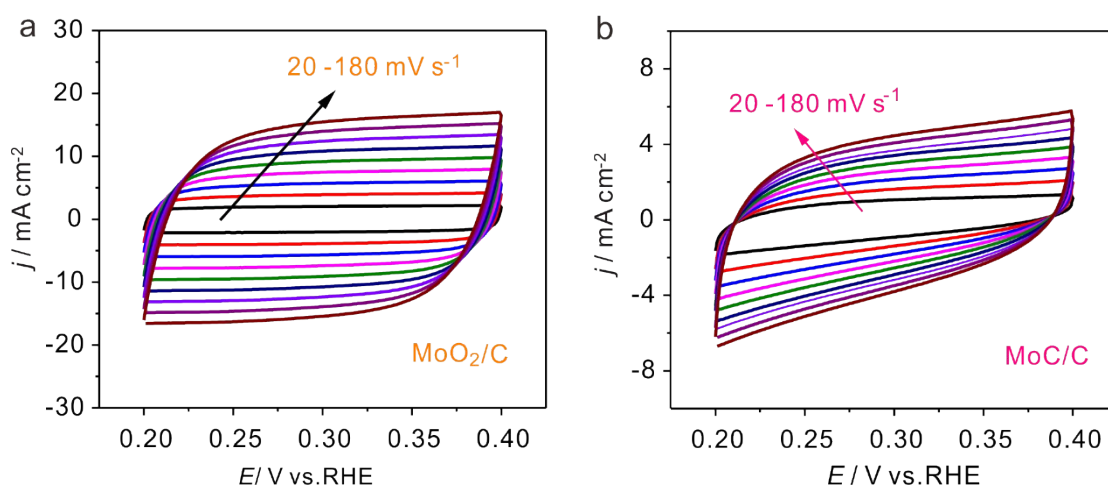 a
30
20
10
0
-10
-20
-30
j / mA cm⁻²
20 -180 mV s⁻¹
MoO₂/C
0.20 0.25 0.30 0.35 0.40
E/ V vs.RHE
b
8
4
0
-4
-8
j / mA cm⁻²
20 -180 mV s⁻¹
MoC/C
0.20 0.25 0.30 0.35 0.40
E / V vs.RHE